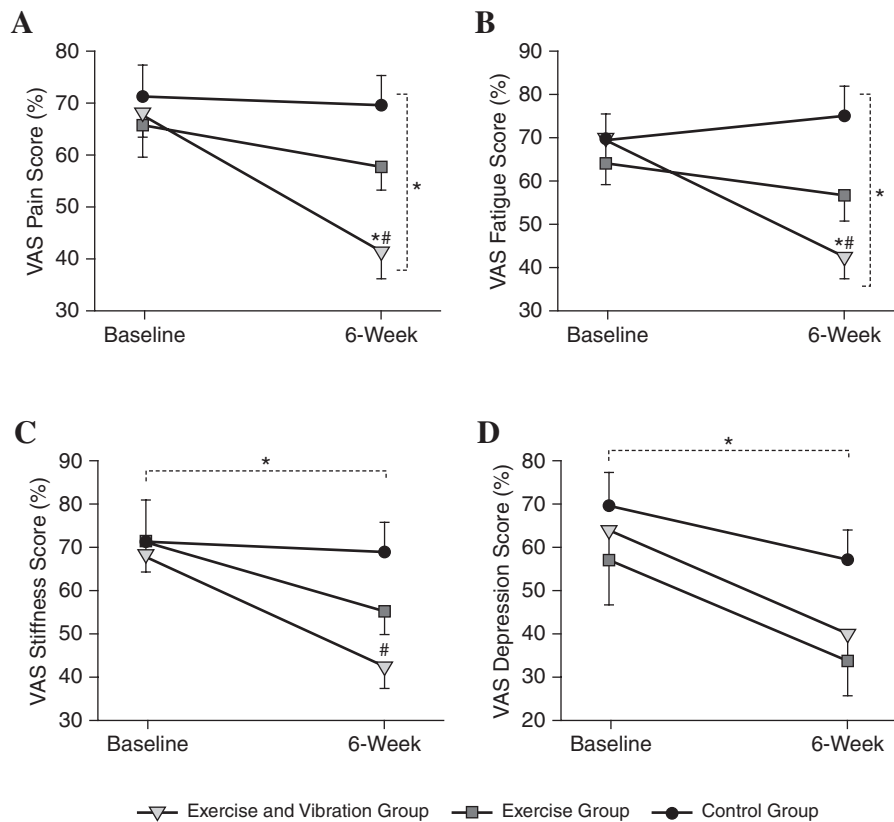 A
VAS Pain Score (%)
80
70
60
50
40
30
*
*#
Baseline
6-Week
B
VAS Fatigue Score (%)
90
80
70
60
50
40
30
*
*#
Baseline
6-Week
C
VAS Stiffness Score (%)
90
80
70
60
50
40
30
*
#
Baseline
6-Week
D
VAS Depression Score (%)
80
70
60
50
40
30
20
*
Baseline
6-Week
Exercise and Vibration Group
Exercise Group
Control Group